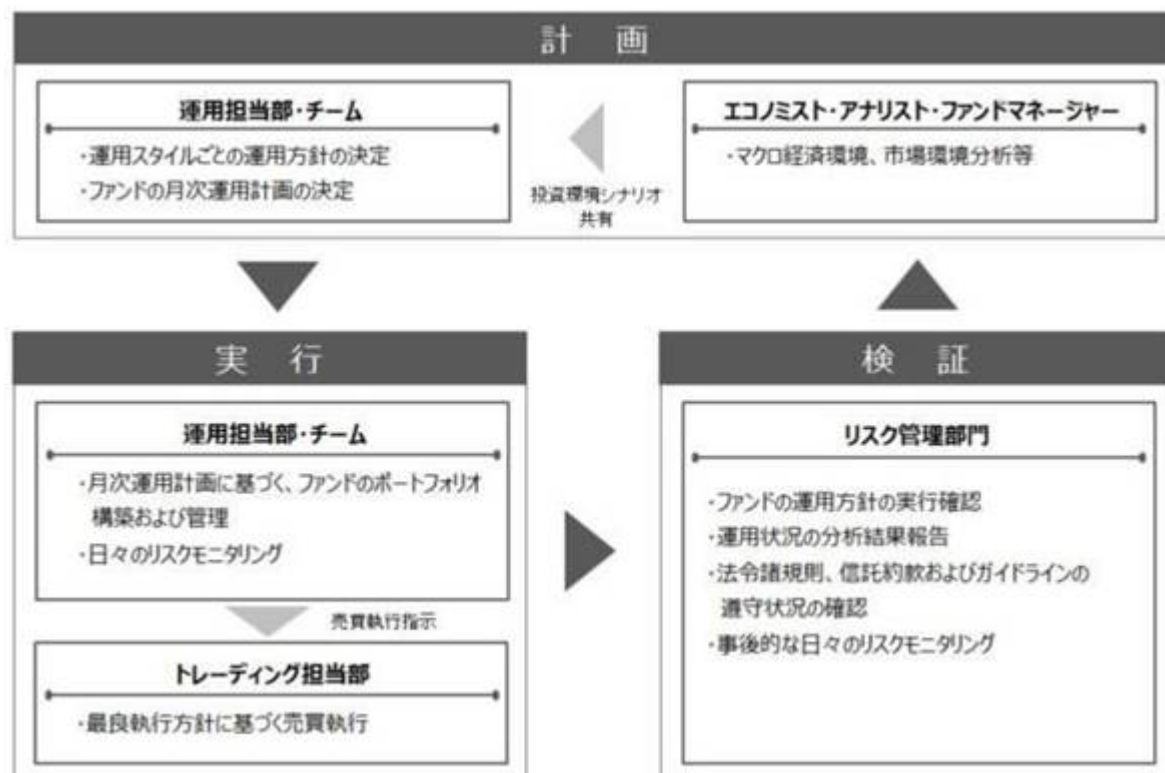 計 画
運用担当部・チーム
・運用スタイルごとの運用方針の決定
・ファンドの月次運用計画の決定
投資環境シナリオ
共有
エコノミスト・アナリスト・ファンドマネージャー
・マクロ経済環境、市場環境分析等
実 行
運用担当部・チーム
・月次運用計画に基づく、ファンドのポートフォリオ
構築および管理
・日々のリスクモニタリング
売買執行指示
トレーディング担当部
・最良執行方針に基づく売買執行
検 証
リスク管理部門
・ファンドの運用方針の実行確認
・運用状況の分析結果報告
・法令諸規則、信託約款およびガイドラインの
遵守状況の確認
・事後的な日々のリスクモニタリング